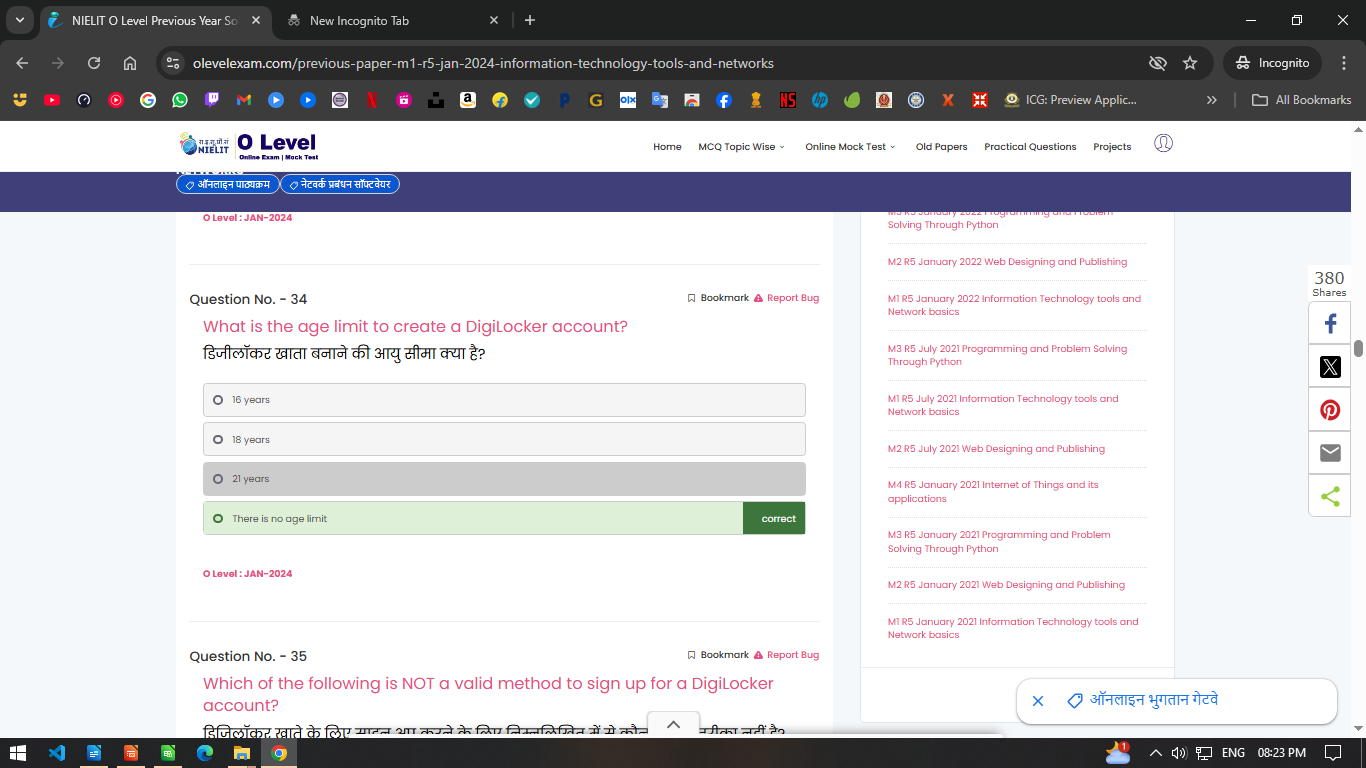 NIELIT O Level Previous Year So
New Incognito Tab
olevelexam.com/previous-paper-m1-r5-jan-2024-information-technology-tools-and-networks
Incognito
ICG: Preview Applic...
All Bookmarks
रा.इ.सू.प्रौ.सं
NIELIT
O Level
Online Exam | Mock Test
Home
MCQ Topic Wise
Online Mock Test
Old Papers
Practical Questions
Projects
ऑनलाइन पाठ्यक्रम
नेटवर्क प्रबंधन सॉफ्टवेयर
O Level : JAN-2024
Question No. - 34
Bookmark
Report Bug
What is the age limit to create a DigiLocker account?
डिजीलॉकर खाता बनाने की आयु सीमा क्या है?
16 years
18 years
21 years
There is no age limit
correct
O Level : JAN-2024
Question No. - 35
Bookmark
Report Bug
Which of the following is NOT a valid method to sign up for a DigiLocker
account?
डिजिलॉकर खाते के लिए साइन अप करने के लिए निम्नलिखित में से कौन
नहीं है?
M3 R5 January 2022 Programming and Problem
Solving Through Python
M2 R5 January 2022 Web Designing and Publishing
M1 R5 January 2022 Information Technology tools and
Network basics
M3 R5 July 2021 Programming and Problem Solving
Through Python
M1 R5 July 2021 Information Technology tools and
Network basics
M2 R5 July 2021 Web Designing and Publishing
M4 R5 January 2021 Internet of Things and its
applications
M3 R5 January 2021 Programming and Problem
Solving Through Python
M2 R5 January 2021 Web Designing and Publishing
M1 R5 January 2021 Information Technology tools and
Network basics
380
Shares
ऑनलाइन भुगतान गेटवे
1
ENG
08:23 PM